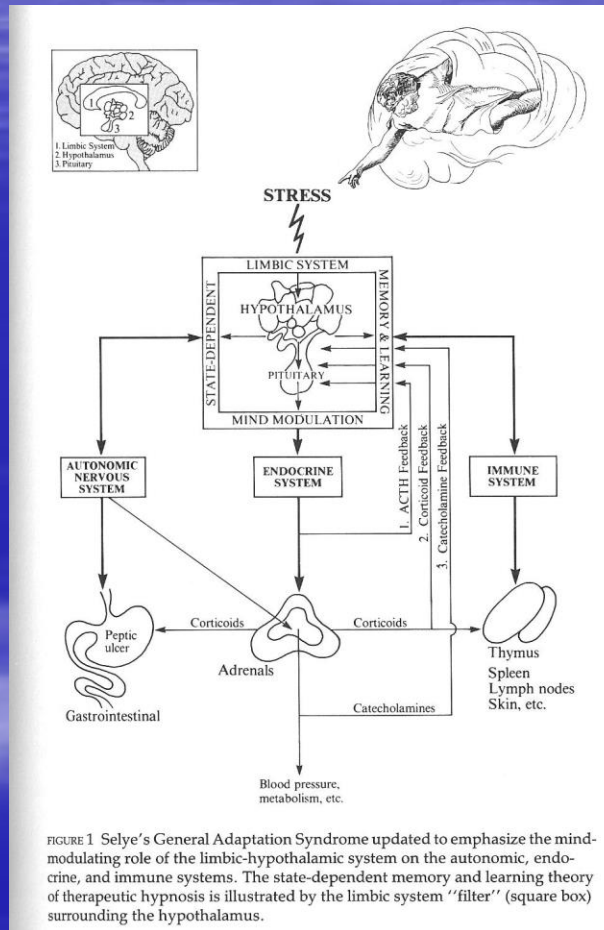 1
2
3
1. Limbic System
2. Hypothalamus
3. Pituitary
STRESS
LIMBIC SYSTEM
STATE-DEPENDENT
HYPOTHALAMUS
MEMORY & LEARNING
PITUITARY
MIND MODULATION
AUTONOMIC
NERVOUS
SYSTEM
ENDOCRINE
SYSTEM
1. ACTH Feedback
2. Corticoid Feedback
3. Catecholamine Feedback
IMMUNE
SYSTEM
Peptic
ulcer
Gastrointestinal
Corticoids
Adrenals
Corticoids
Thymus
Spleen
Lymph nodes
Skin, etc.
Catecholamines
Blood pressure,
metabolism, etc.
FIGURE 1 Selye's General Adaptation Syndrome updated to emphasize the mind-
modulating role of the limbic-hypothalamic system on the autonomic, endo-
crine, and immune systems. The state-dependent memory and learning theory
of therapeutic hypnosis is illustrated by the limbic system "filter" (square box)
surrounding the hypothalamus.